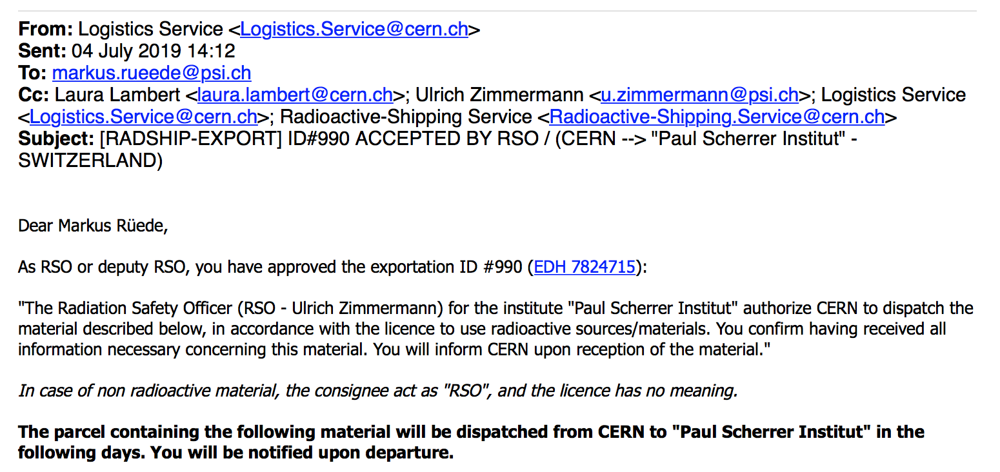 From: Logistics Service <Logistics.Service@cern.ch>
Sent: 04 July 2019 14:12
To: markus.rueede@psi.ch
Cc: Laura Lambert <laura.lambert@cern.ch>; Ulrich Zimmermann <u.zimmermann@psi.ch>; Logistics Service
<Logistics.Service@cern.ch>; Radioactive-Shipping Service <Radioactive-Shipping.Service@cern.ch>
Subject: [RADSHIP-EXPORT] ID#990 ACCEPTED BY RSO / (CERN --> "Paul Scherrer Institut" -
SWITZERLAND)
Dear Markus Rüede,
As RSO or deputy RSO, you have approved the exportation ID #990 (EDH 7824715):
"The Radiation Safety Officer (RSO - Ulrich Zimmermann) for the institute "Paul Scherrer Institut" authorize CERN to dispatch the
material described below, in accordance with the licence to use radioactive sources/materials. You confirm having received all
information necessary concerning this material. You will inform CERN upon reception of the material."
In case of non radioactive material, the consignee act as "RSO", and the licence has no meaning.
The parcel containing the following material will be dispatched from CERN to "Paul Scherrer Institut" in the
following days. You will be notified upon departure.